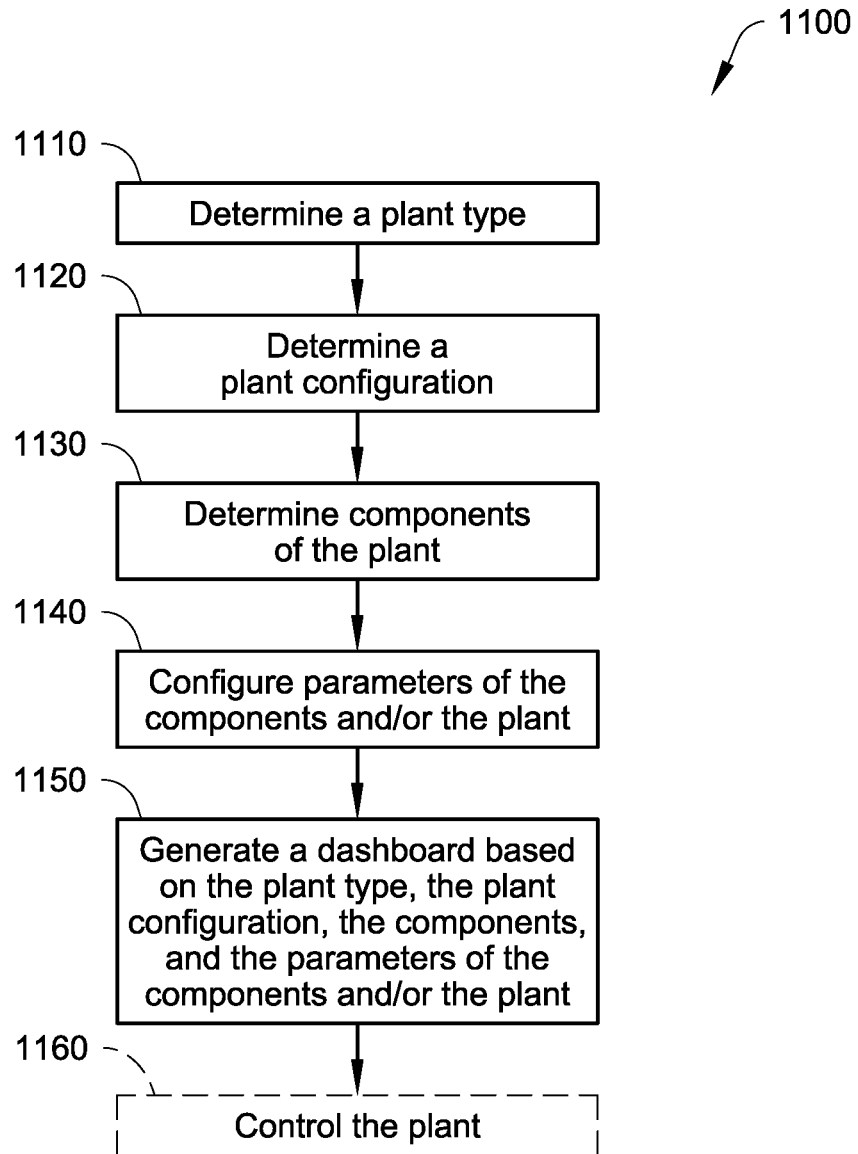 1100
1110
Determine a plant type
1120
Determine a
plant configuration
1130
Determine components
of the plant
1140
Configure parameters of the
components and/or the plant
1150
Generate a dashboard based
on the plant type, the plant
configuration, the components,
and the parameters of the
components and/or the plant
1160
Control the plant